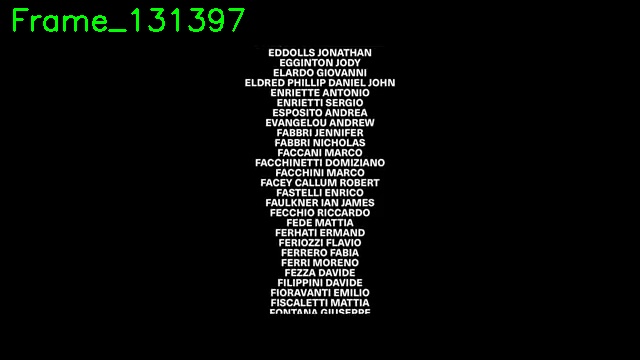 Frame_131397
EDDOLLS JONATHAN
EGGINTON JODY
ELARDO GIOVANNI
ELDRED PHILLIP DANIEL JOHN
ENRIETTE ANTONIO
ENRIETTI SERGIO
ESPOSITO ANDREA
EVANGELOU ANDREW
FABBRI JENNIFER
FABBRI NICHOLAS
FACCANI MARCO
FACCHINETTI DOMIZIANO
FACCHINI MARCO
FACEY CALLUM ROBERT
FASTELLI ENRICO
FAULKNER IAN JAMES
FECCHIO RICCARDO
FEDE MATTIA
FERHATI ERMAND
FERIOZZI FLAVIO
FERRERO FABIA
FERRI MORENO
FEZZA DAVIDE
FILIPPINI DAVIDE
FIORAVANTI EMILIO
FISCALETTI MATTIA
FONTANA GIUSEPPE